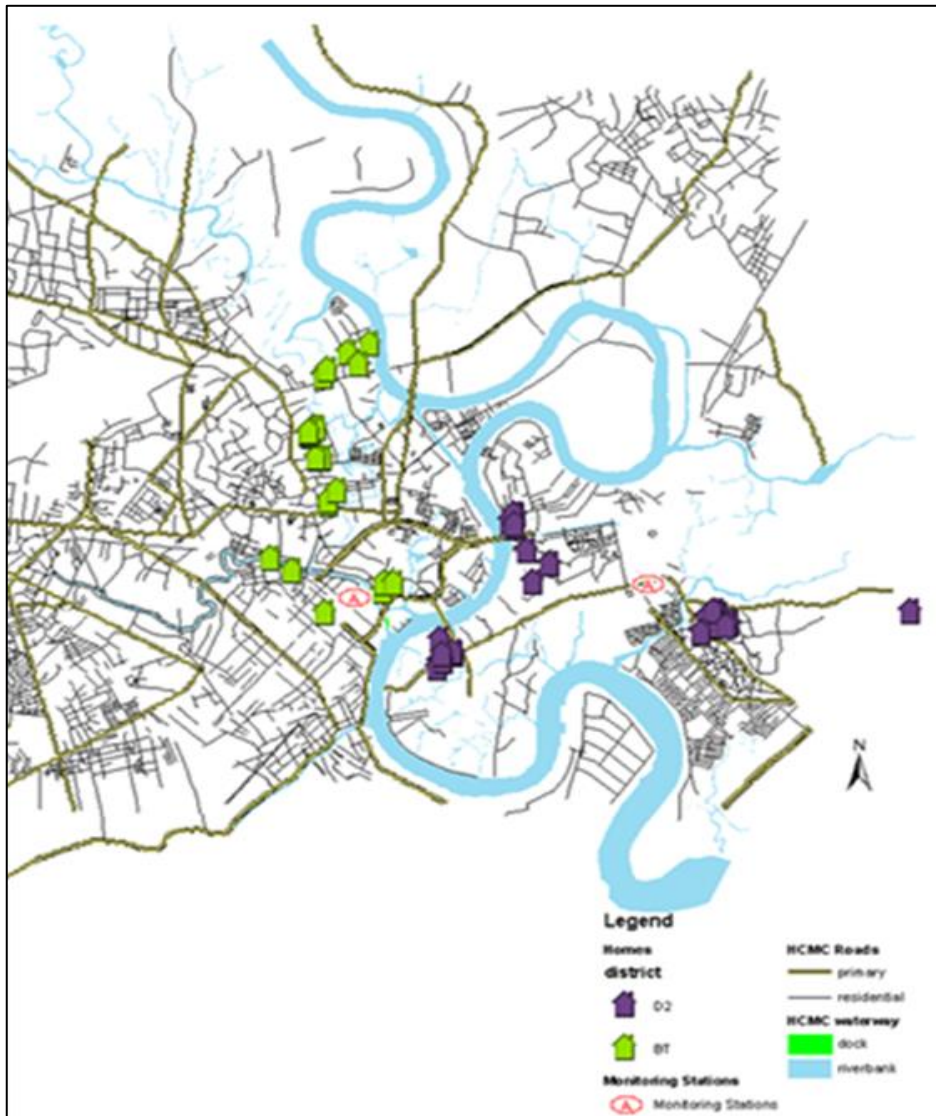 N
Legend
Homes
district
D2
BT
Monitoring Stations
Monitoring Stations
HCMC Roads
primary
residential
HCMC waterway
dock
riverbank